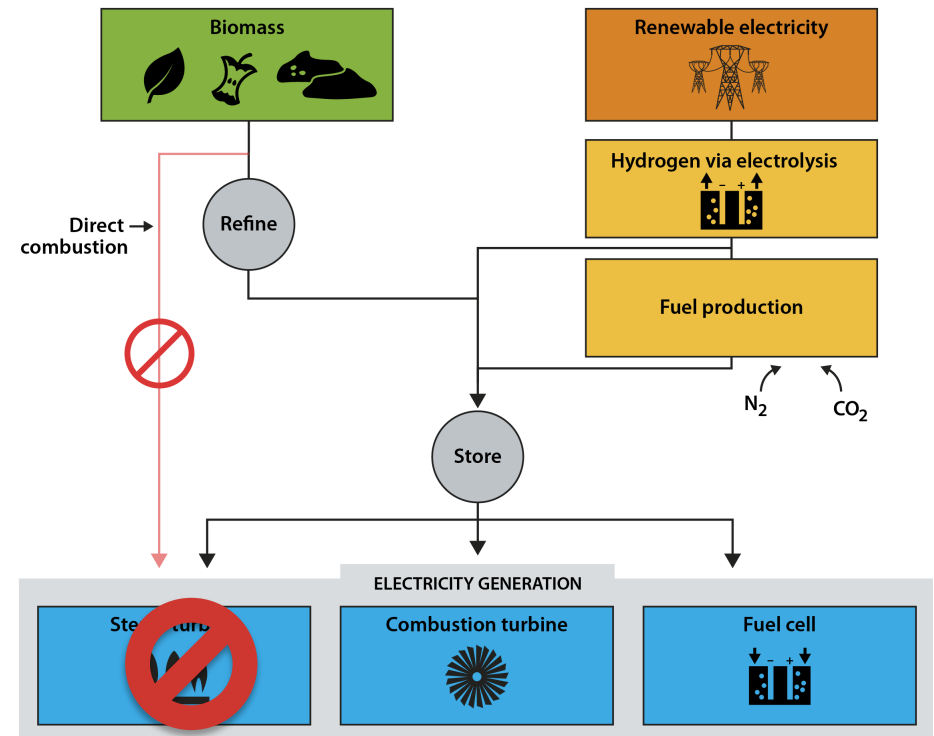 Biomass
Renewable electricity
Hydrogen via electrolysis
- +
Direct
combustion
Refine
Fuel production
N2
CO2
Store
ELECTRICITY GENERATION
Combustion turbine
Fuel cell
- +